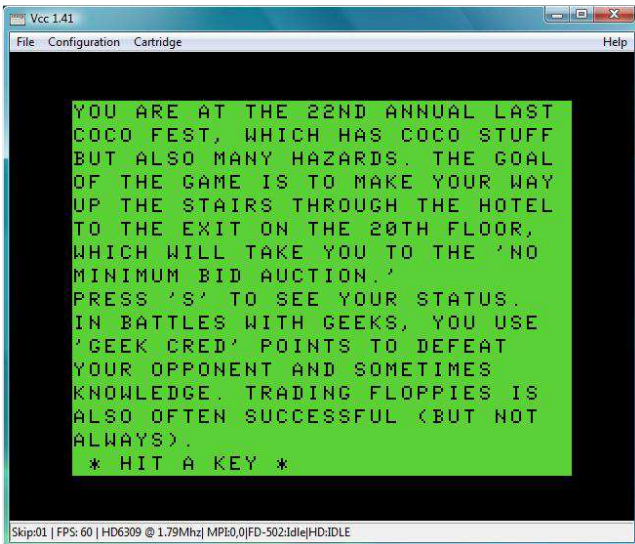 Vcc 1.41
File Configuration Cartridge Help
YOU ARE AT THE 22ND ANNUAL LAST
COCO FEST, WHICH HAS COCO STUFF
BUT ALSO MANY HAZARDS. THE GOAL
OF THE GAME IS TO MAKE YOUR WAY
UP THE STAIRS THROUGH THE HOTEL
TO THE EXIT ON THE 20TH FLOOR,
WHICH WILL TAKE YOU TO THE 'NO
MINIMUM BID AUCTION.'
PRESS 'S' TO SEE YOUR STATUS.
IN BATTLES WITH GEEKS, YOU USE
'GEEK CRED' POINTS TO DEFEAT
YOUR OPPONENT AND SOMETIMES
KNOWLEDGE. TRADING FLOPPIES IS
ALSO OFTEN SUCCESSFUL (BUT NOT
ALWAYS).
* HIT A KEY *
Skip:01 | FPS: 60 | HD6309 @ 1.79Mhz| MPI:0,0|FD-502:Idle|HD:IDLE